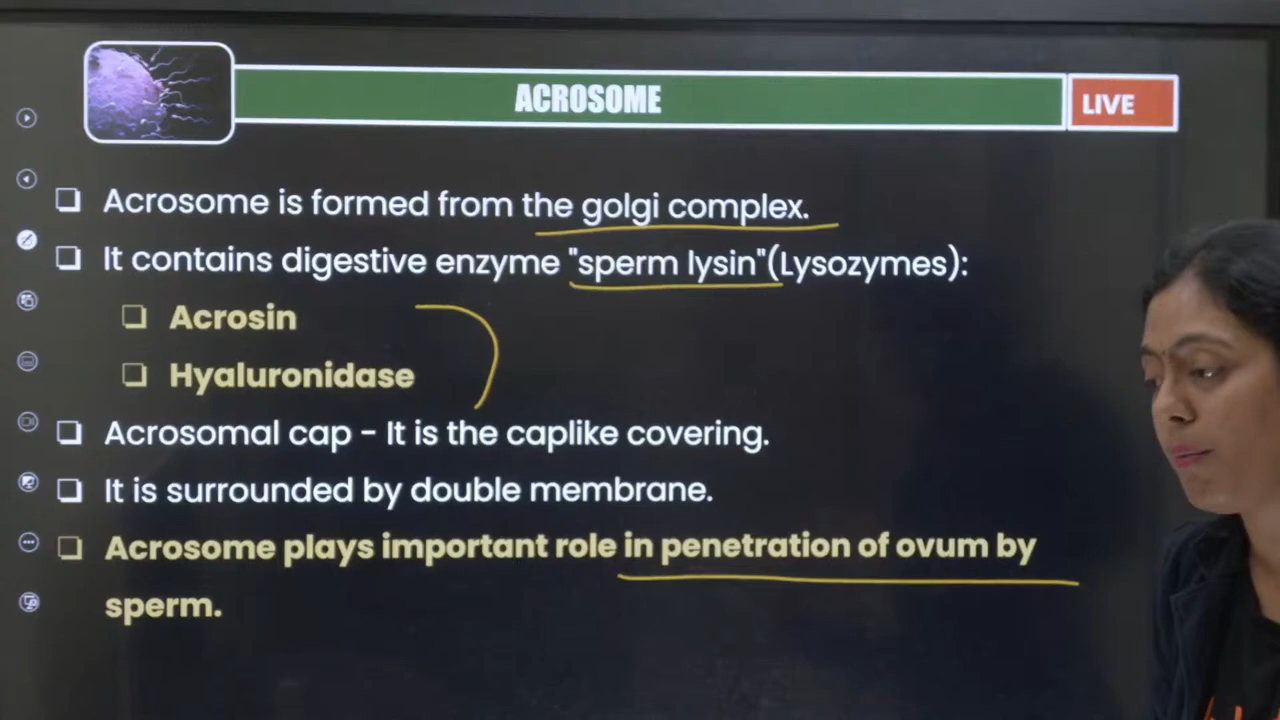 ACROSOME
LIVE
Acrosome is formed from the golgi complex.
It contains digestive enzyme "sperm lysin"(Lysozymes):
Acrosin
Hyaluronidase
Acrosomal cap - It is the caplike covering.
It is surrounded by double membrane.
Acrosome plays important role in penetration of ovum by
sperm.